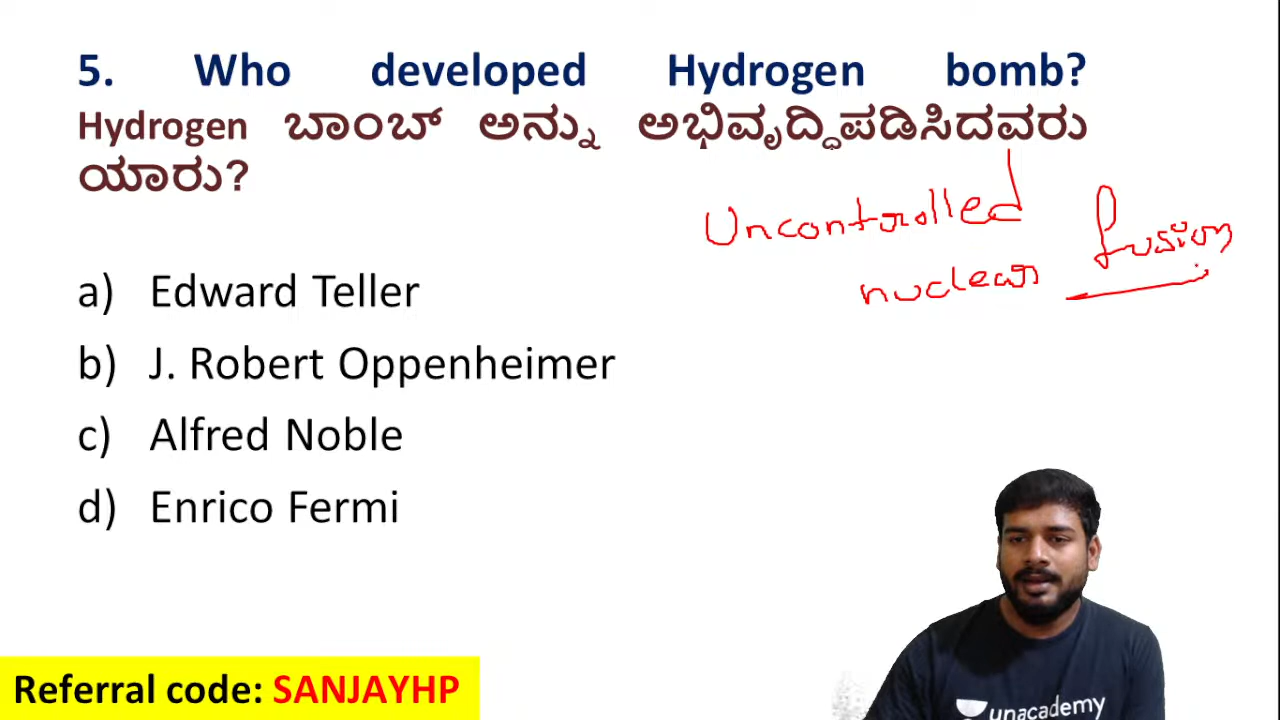 5. Who developed Hydrogen bomb?
Hydrogen ಬಾಂಬ್ ಅನ್ನು ಅಭಿವೃದ್ಧಿಪಡಿಸಿದವರು
ಯಾರು?
Uncontrolled
nuclear fusion
a) Edward Teller
b) J. Robert Oppenheimer
c) Alfred Noble
d) Enrico Fermi
Referral code: SANJAYHP
unacademy